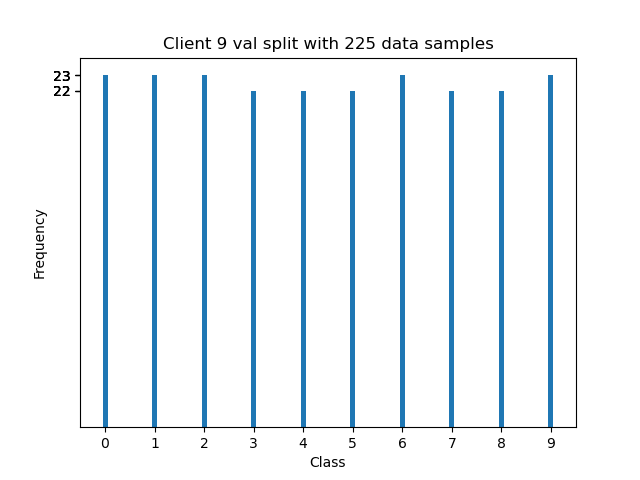 Client 9 val split with 225 data samples
23
22
Frequency
0 1 2 3 4 5 6 7 8 9
Class